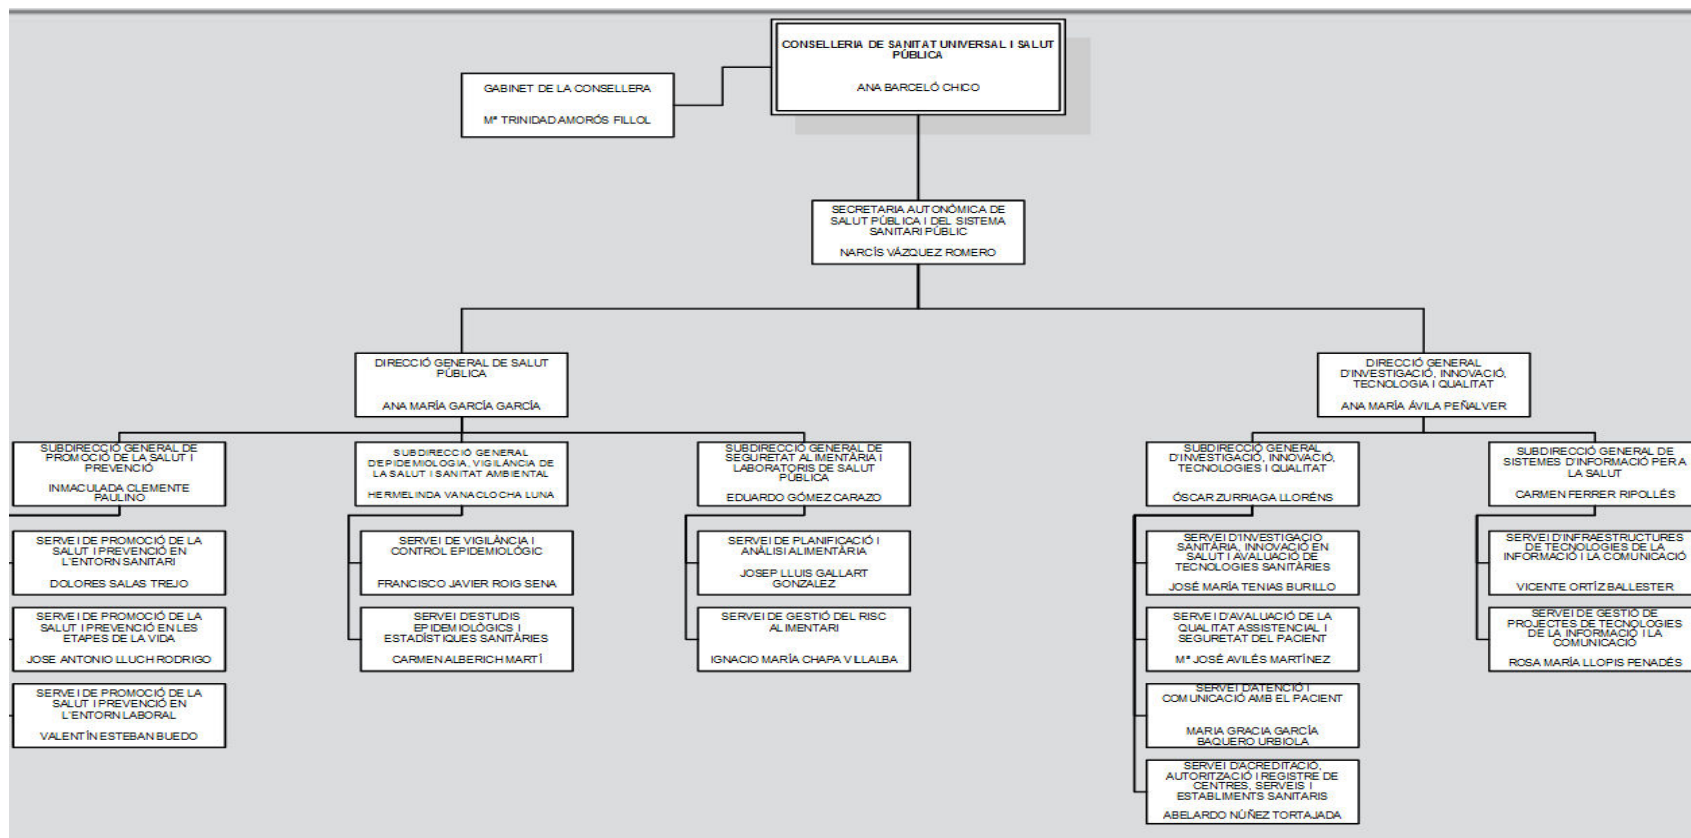 CONSELLERIA DE SANITAT UNIVERSAL I SALUT
PÚBLICA
ANA BARCELÓ CHICO
GABINET DE LA CONSELLERA
Mª TRINIDAD AMORÓS FILLOL
SECRETARIA AUTONÒMICA DE
SALUT PÚBLICA I DEL SISTEMA
SANITARI PÚBLIC
NARCÍS VÁZQUEZ ROMERO
DIRECCIÓ GENERAL DE SALUT
PÚBLICA
ANA MARÍA GARCÍA GARCÍA
DIRECCIÓ GENERAL
D'INVESTIGACIÓ, INNOVACIÓ,
TECNOLOGIA I QUALITAT
ANA MARÍA ÁVILA PEÑALVER
SUBDIRECCIÓ GENERAL DE
PROMOCIÓ DE LA SALUT I
PREVENCIÓ
INMACULADA CLEMENTE
PAULINO
SUBDIRECCIÓ GENERAL
D'EPIDEMIOLOGIA, VIGILÀNCIA DE
LA SALUT I SANITAT AMBIENTAL
HERMELINDA VANACLOCHA LUNA
SUBDIRECCIÓ GENERAL DE
SEGURETAT ALIMENTÀRIA I
LABORATORIS DE SALUT
PÚBLICA
EDUARDO GÓMEZ CARAZO
SUBDIRECCIÓ GENERAL
D'INVESTIGACIÓ, INNOVACIÓ,
TECNOLOGIES I QUALITAT
ÓSCAR ZURRIAGA LLORÉNS
SUBDIRECCIÓ GENERAL DE
SISTEMES D'INFORMACIÓ PER A
LA SALUT
CARMEN FERRER RIPOLLÉS
SERVEI DE PROMOCIÓ DE LA
SALUT I PREVENCIÓ EN
L'ENTORN SANITARI
DOLORES SALAS TREJO
SERVEI DE PROMOCIÓ DE LA
SALUT I PREVENCIÓ EN LES
ETAPES DE LA VIDA
JOSE ANTONIO LLUCH RODRIGO
SERVEI DE PROMOCIÓ DE LA
SALUT I PREVENCIÓ EN
L'ENTORN LABORAL
VALENTÍN ESTEBAN BUEDO
SERVEI DE VIGILÀNCIA I
CONTROL EPIDEMIOLÒGIC
FRANCISCO JAVIER ROIG SENA
SERVEI D'ESTUDIS
EPIDEMIOLÒGICS I
ESTADÍSTIQUES SANITÀRIES
CARMEN ALBERICH MARTÍ
SERVEI DE PLANIFICACIÓ I
ANÀLISI ALIMENTÀRIA
JOSEP LLUIS GALLART
GONZALEZ
SERVEI DE GESTIÓ DEL RISC
ALIMENTARI
IGNACIO MARÍA CHAPA VILLALBA
SERVEI D'INVESTIGACIO
SANITÀRIA, INNOVACIÓ EN
SALUT I AVALUACIÓ DE
TECNOLOGIES SANITÀRIES
JOSÉ MARÍA TENIAS BURILLO
SERVEI D'AVALUACIÓ DE LA
QUALITAT ASSISTENCIAL I
SEGURETAT DEL PACIENT
Mª JOSÉ AVILÉS MARTÍNEZ
SERVEI D'ATENCIÓ I
COMUNICACIÓ AMB EL PACIENT
MARIA GRACIA GARCÍA
BAQUERO URBIOLA
SERVEI D'ACREDITACIÓ,
AUTORITZACIÓ I REGISTRE DE
CENTRES, SERVEIS I
ESTABLIMENTS SANITARIS
ABELARDO NÚÑEZ TORTAJADA
SERVEI D'INFRAESTRUCTURES
DE TECNOLOGIES DE LA
INFORMACIÓ I LA COMUNICACIÓ
VICENTE ORTÍZ BALLESTER
SERVEI DE GESTIÓ DE
PROJECTES DE TECNOLOGIES
DE LA INFORMACIÓ I LA
COMUNICACIÓ
ROSA MARÍA LLOPIS PENADÉS